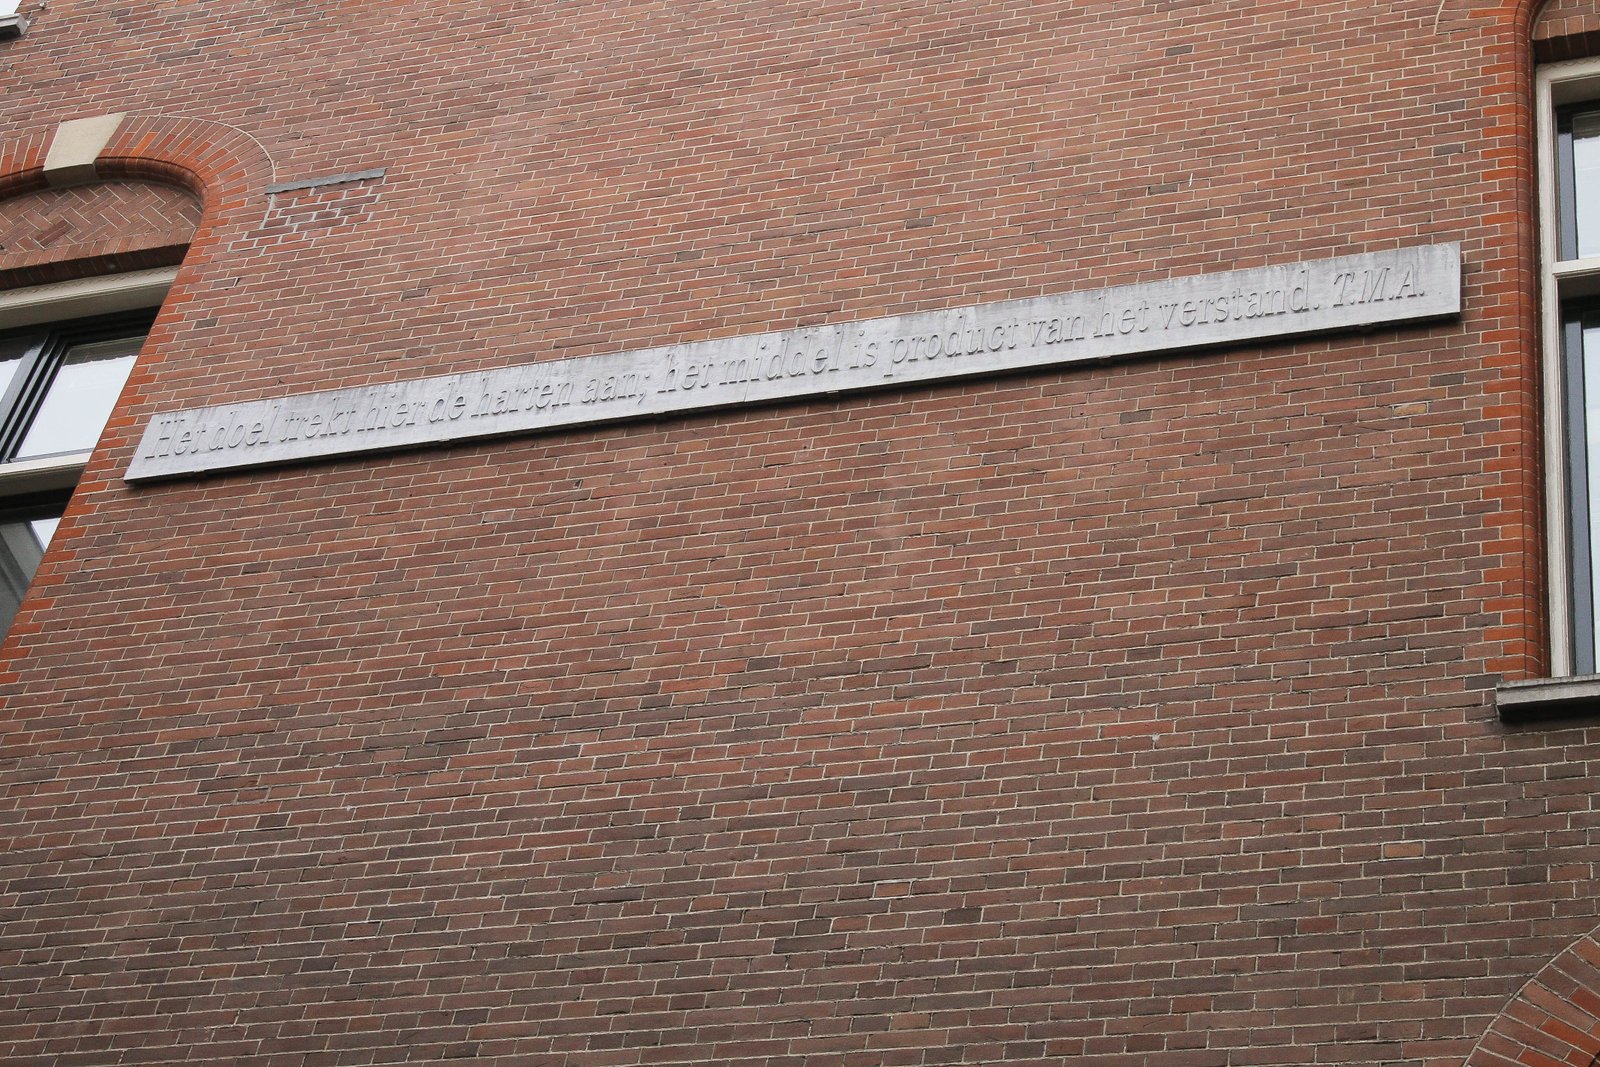 Het doel trekt hier de harten aan; het middel is product van het verstand. T.M.A.